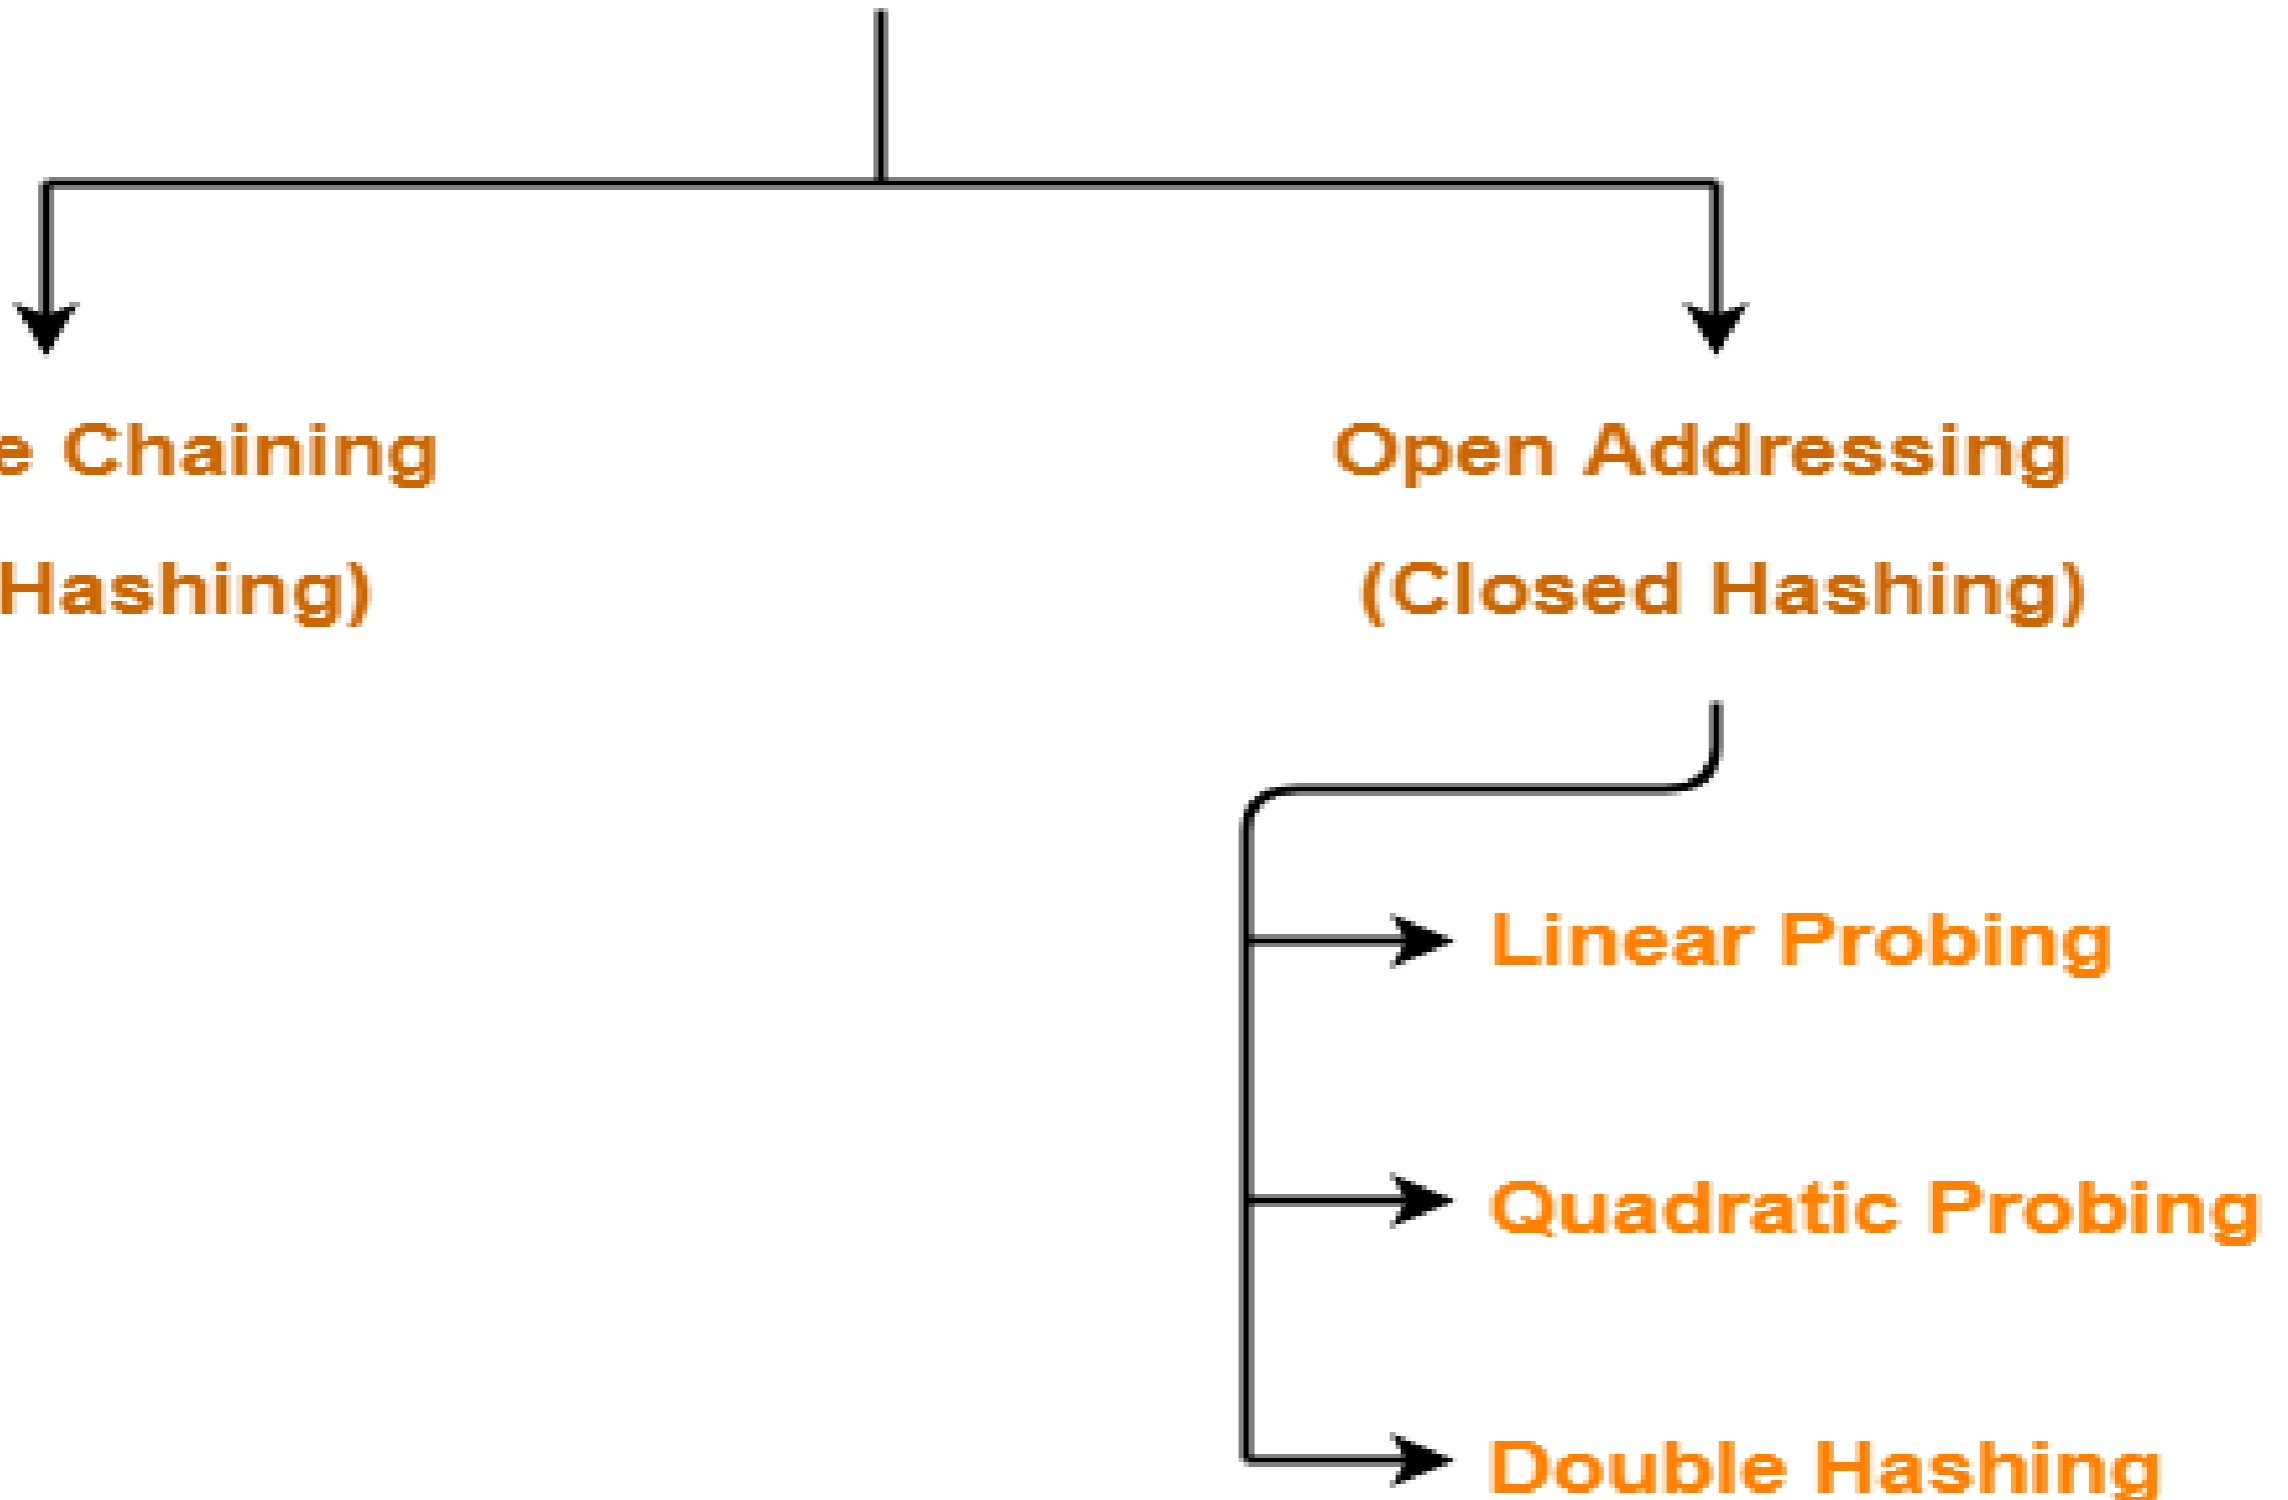 e Chaining
Hashing)
Open Addressing
(Closed Hashing)
Linear Probing
Quadratic Probing
Double Hashing